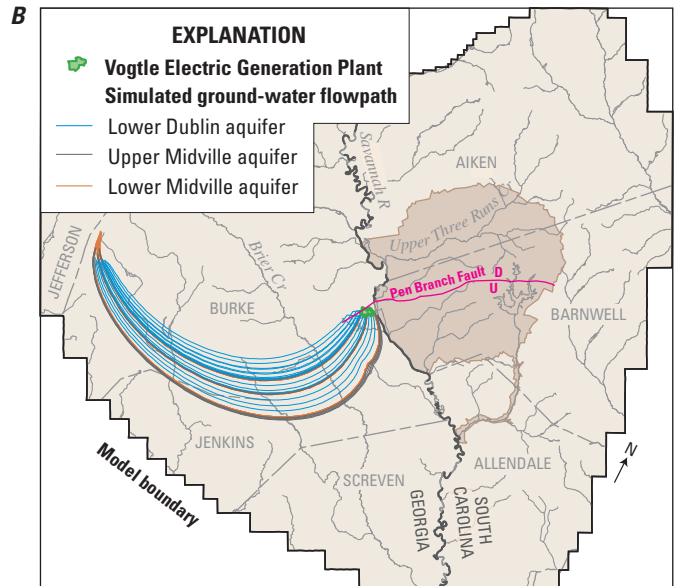 B
EXPLANATION
Vogtle Electric Generation Plant
Simulated ground-water flowpath
Lower Dublin aquifer
Upper Midville aquifer
Lower Midville aquifer
Savannah R
AIKEN
Upper Three Runs Cr
JEFFERSON
Brier Cr
Pen Branch Fault
D
U
BURKE
BARNWELL
JENKINS
Model boundary
SCREVEN
ALLENDALE
N
GEORGIA
SOUTH
CAROLINA